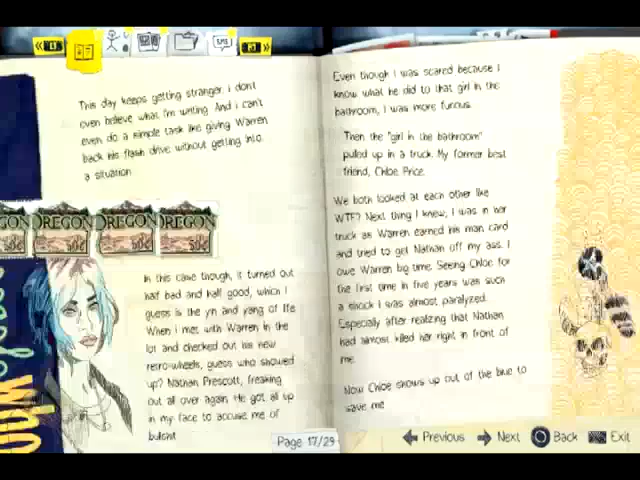 L1
SMS
R1
This day keeps getting stranger. I don't
even believe what I'm writing. And I can't
even do a simple task like giving Warren
back his flash drive without getting into
a situation.
OREGON OREGON OREGON OREGON
50¢ 50¢ 50¢ 50¢
In this case though, it turned out
half bad and half good, which I
guess is the yin and yang of life.
When I met with Warren in the
lot and checked out his new
retro-wheels, guess who showed
up? Nathan Prescott, freaking
out all over again. He got all up
in my face to accuse me of
bullshit
Even though I was scared because I
know what he did to that girl in the
bathroom, I was more furious.
Then the "girl in the bathroom"
pulled up in a truck. My former best
friend, Chloe Price.
We both looked at each other like
WTF? Next thing I knew, I was in her
truck as Warren earned his man card
and tried to get Nathan off my ass. I
owe Warren big time. Seeing Chloe for
the first time in five years was such
a shock I was almost paralyzed.
Especially after realizing that Nathan
had almost killed her right in front of
me.
Now Chloe shows up out of the blue to
save me
Page 17/29
Previous Next Back Exit